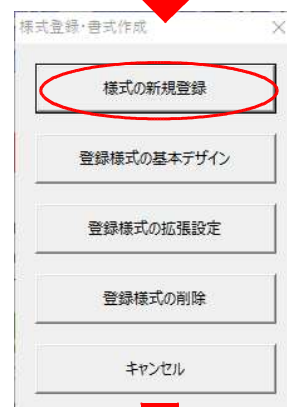 様式登録・書式作成
様式の新規登録
登録様式の基本デザイン
登録様式の拡張設定
登録様式の削除
キャンセル